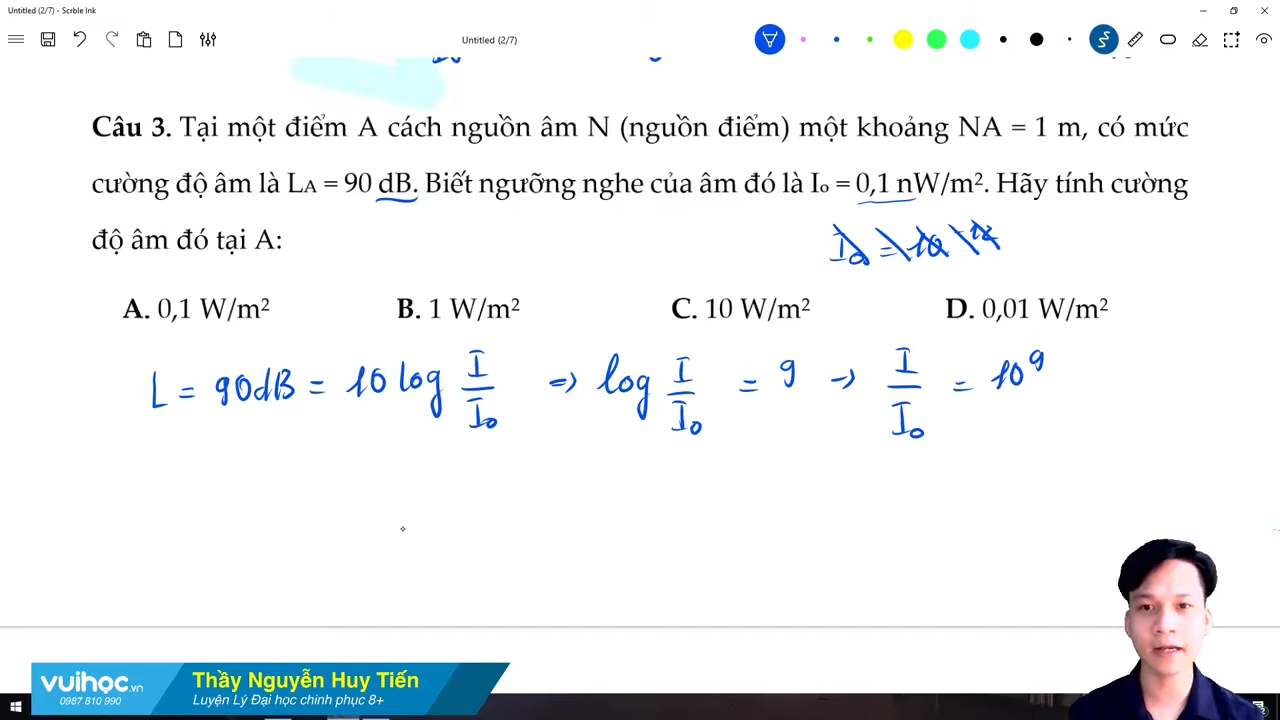 Untitled (2/7) - Scrble Ink
Untitled (2/7)
Câu 3. Tại một điểm A cách nguồn âm N (nguồn điểm) một khoảng NA = 1 m, có mức
cường độ âm là LA = 90 dB. Biết ngưỡng nghe của âm đó là Io = 0,1 nW/m². Hãy tính cường
độ âm đó tại A:
A. 0,1 W/m² B. 1 W/m² C. 10 W/m² D. 0,01 W/m²
L = 90dB = 10 log I/I₀ => log I/I₀ = 9 → I/I₀ = 10⁹
vuihọc.vn
0987 810 990
Thầy Nguyễn Huy Tiến
Luyện Lý Đại học chinh phục 8+